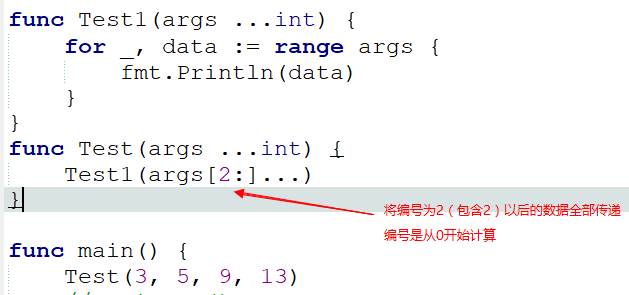 func Test1(args ...int) {
    for _, data := range args {
        fmt.Println(data)
    }
}
func Test(args ...int) {
    Test1(args[2:]...)
}
将编号为2（包含2）以后的数据全部传递
编号是从0开始计算
func main() {
    Test(3, 5, 9, 13)